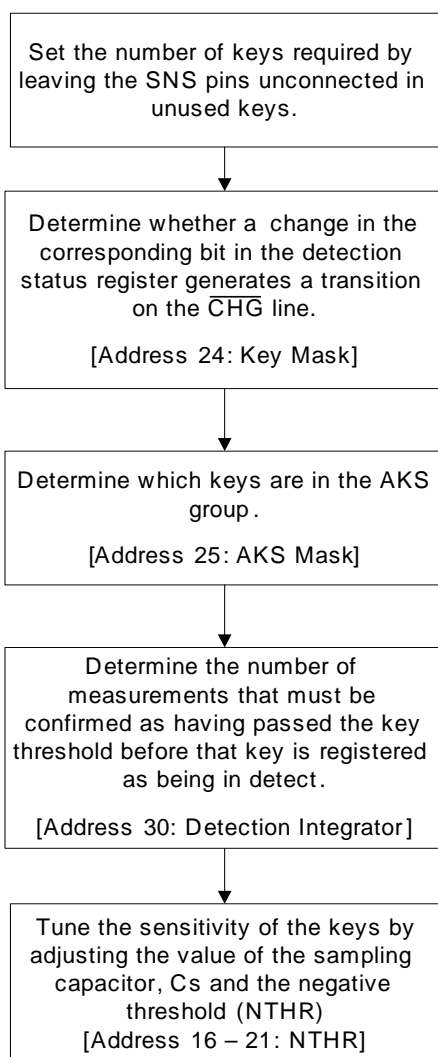 Set the number of keys required by
leaving the SNS pins unconnected in
unused keys.
Determine whether a change in the
corresponding bit in the detection
status register generates a transition
on the CHG line.
[Address 24: Key Mask]
Determine which keys are in the AKS
group.
[Address 25: AKS Mask]
Determine the number of
measurements that must be
confirmed as having passed the key
threshold before that key is registered
as being in detect.
[Address 30: Detection Integrator]
Tune the sensitivity of the keys by
adjusting the value of the sampling
capacitor, Cs and the negative
threshold (NTHR)
[Address 16 – 21: NTHR]